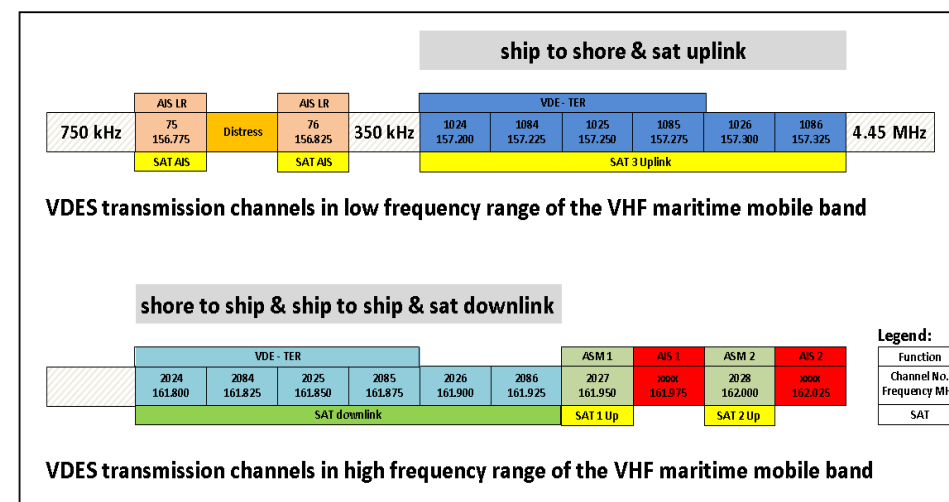 ship to shore & sat uplink
AIS LR
AIS LR
VDE - TER
750 kHz
75
156.775
Distress
76
156.825
350 kHz
1024
157.200
1084
157.225
1025
157.250
1085
157.275
1026
157.300
1086
157.325
4.45 MHz
SAT AIS
SAT AIS
SAT 3 Uplink
VDES transmission channels in low frequency range of the VHF maritime mobile band
shore to ship & ship to ship & sat downlink
VDE - TER
ASM 1
AIS 1
ASM 2
AIS 2
2024
161.800
2084
161.825
2025
161.850
2085
161.875
2026
161.900
2086
161.925
2027
161.950
xxxx
161.975
2028
162.000
xxxx
162.025
SAT downlink
SAT 1 Up
SAT 2 Up
Legend:
Function
Channel No.
Frequency MH
SAT
VDES transmission channels in high frequency range of the VHF maritime mobile band